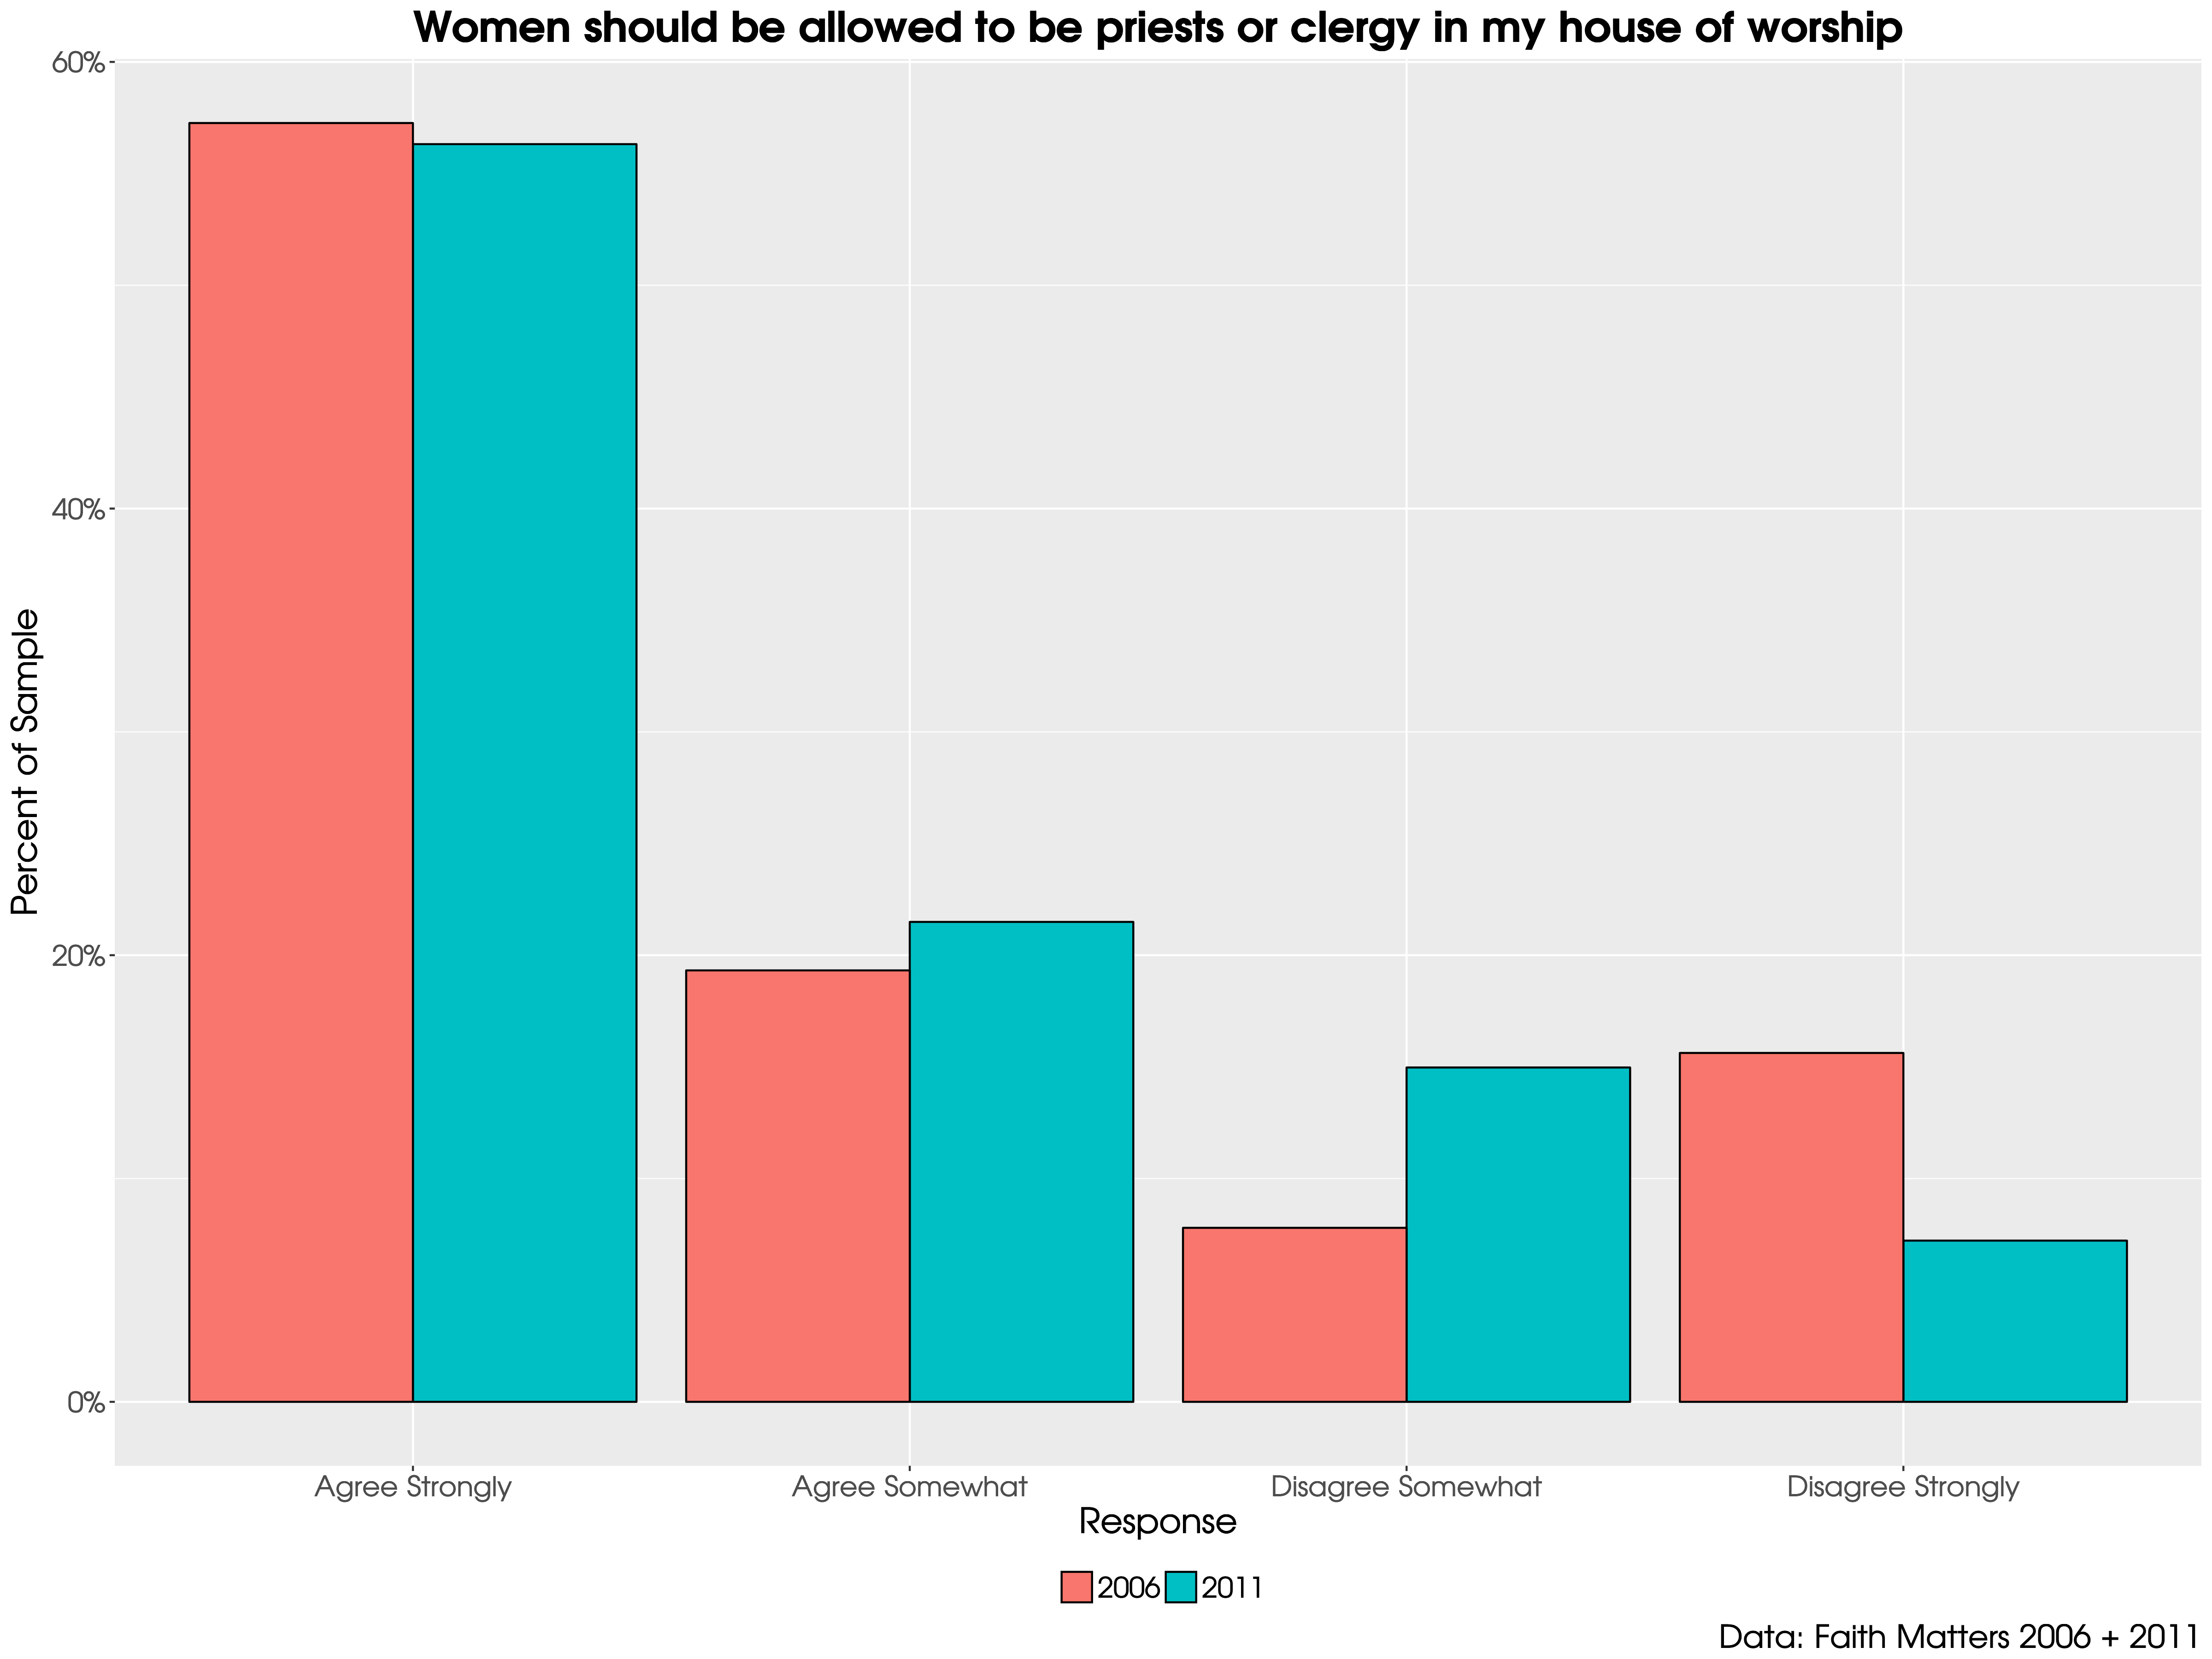 Women should be allowed to be priests or clergy in my house of worship
60%
40%
20%
0%
Percent of Sample
Agree Strongly
Agree Somewhat
Disagree Somewhat
Disagree Strongly
Response
2006
2011
Data: Faith Matters 2006 + 2011